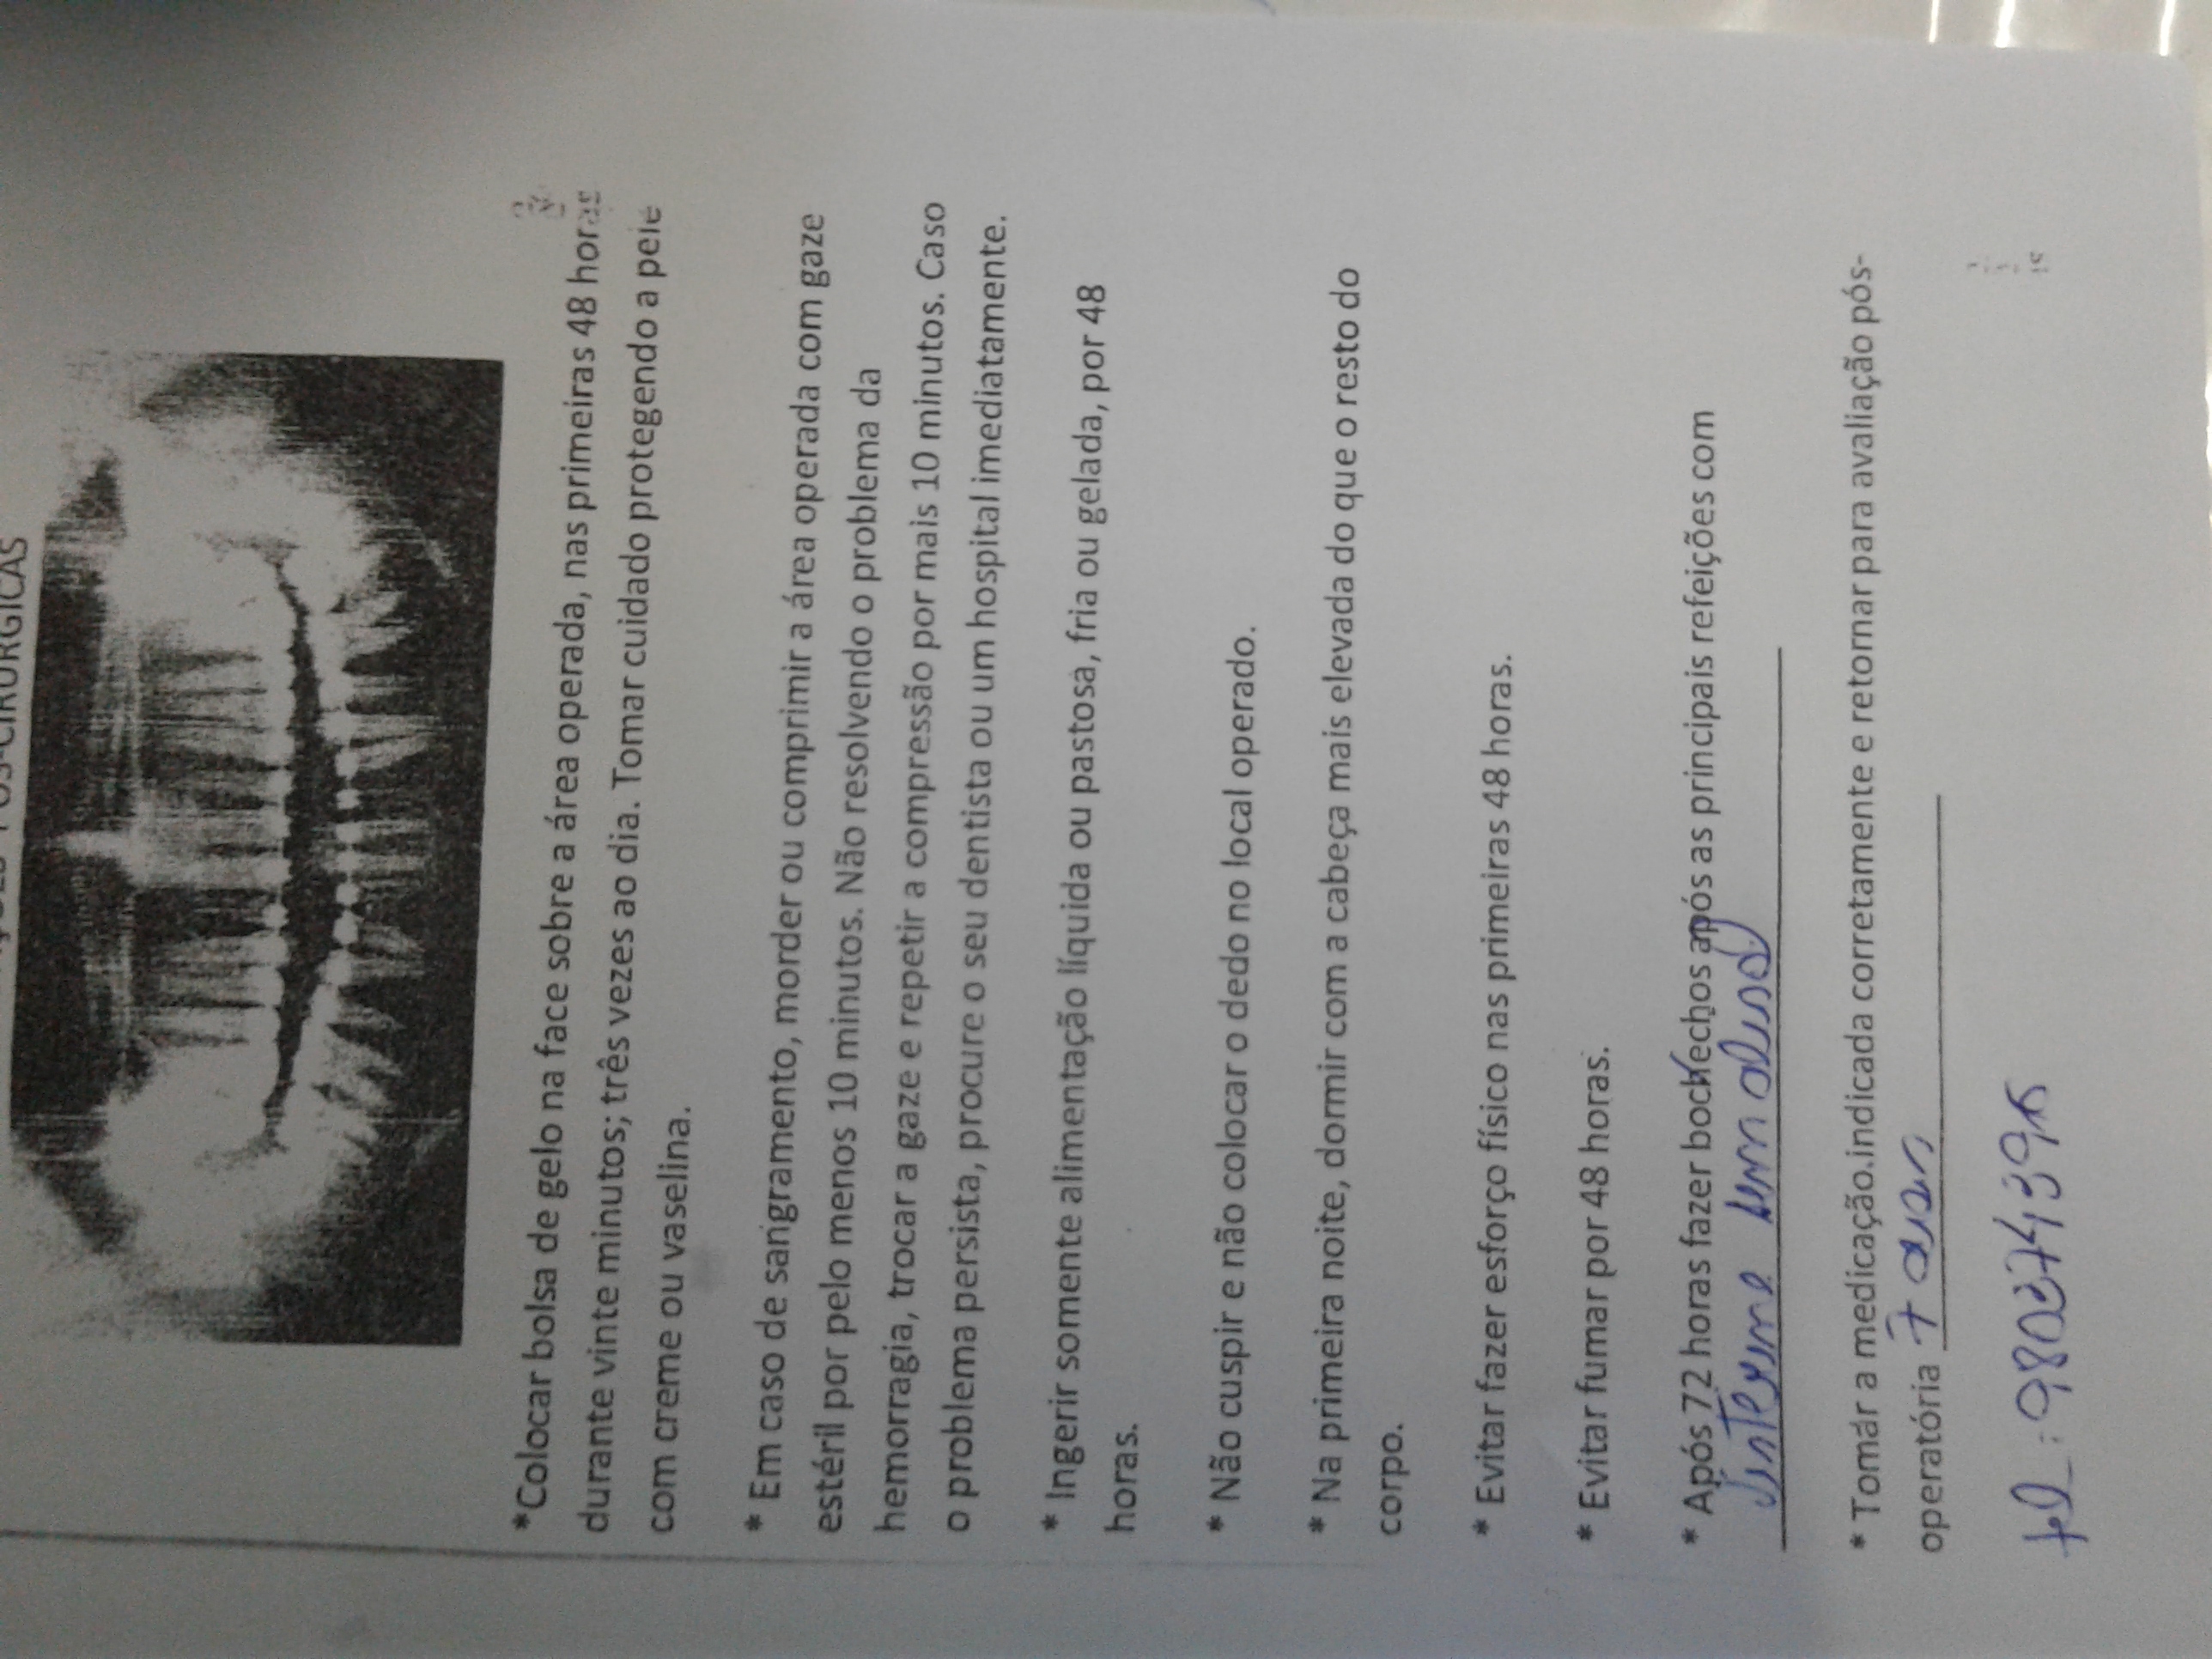 PÓS-CIRÚRGICAS
*Colocar bolsa de gelo na face sobre a área operada, nas primeiras 48 horas
durante vinte minutos; três vezes ao dia. Tomar cuidado protegendo a pele
com creme ou vaselina.
* Em caso de sangramento, morder ou comprimir a área operada com gaze
estéril por pelo menos 10 minutos. Não resolvendo o problema da
hemorragia, trocar a gaze e repetir a compressão por mais 10 minutos. Caso
o problema persista, procure o seu dentista ou um hospital imediatamente.
* Ingerir somente alimentação líquida ou pastosa, fria ou gelada, por 48
horas.
* Não cuspir e não colocar o dedo no local operado.
* Na primeira noite, dormir com a cabeça mais elevada do que o resto do
corpo.
* Evitar fazer esforço físico nas primeiras 48 horas.
* Evitar fumar por 48 horas.
* Após 72 horas fazer bochechos após as principais refeições com
sem
* Tomar a medicação.indicada corretamente e retornar para avaliação pós-
operatória 7 dias